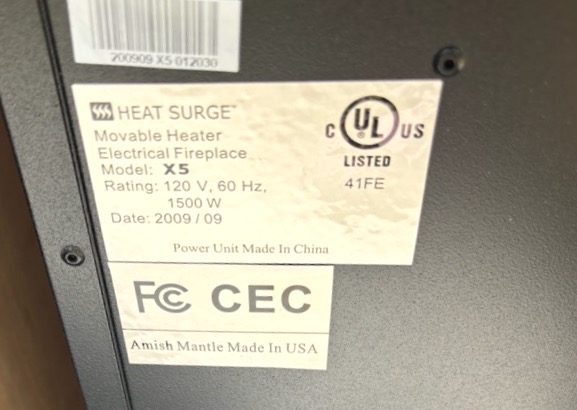 200909 X5 012030
HEAT SURGE™
Movable Heater
Electrical Fireplace
Model: X5
Rating: 120 V, 60 Hz,
1500 W
Date: 2009 / 09
C UL® US
LISTED
41FE
Power Unit Made In China
FC CEC
Amish Mantle Made In USA